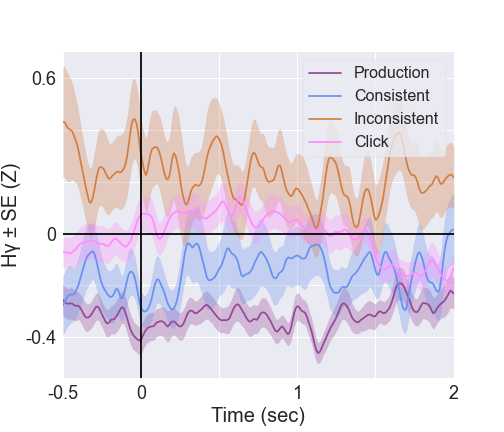 Production
Consistent
Inconsistent
Click
0.6
0
-0.4
Hγ ± SE (Z)
-0.5 0 1 2
Time (sec)